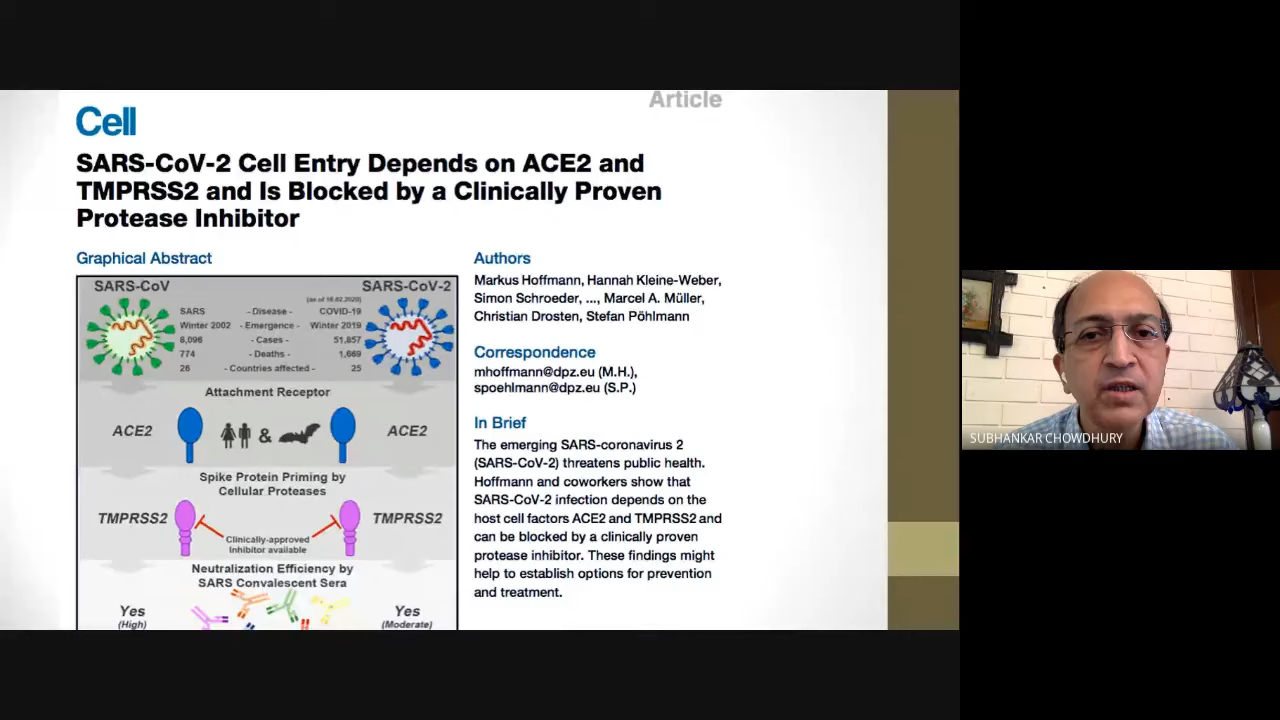 Article
Cell
SARS-CoV-2 Cell Entry Depends on ACE2 and
TMPRSS2 and Is Blocked by a Clinically Proven
Protease Inhibitor
Graphical Abstract
SARS-CoV
SARS-CoV-2
(as of 16.02.2020)
SARS - Disease - COVID-19
Winter 2002 - Emergence - Winter 2019
8,096 - Cases - 51,857
774 - Deaths - 1,669
26 - Countries affected - 25
Attachment Receptor
ACE2 & ACE2
Spike Protein Priming by
Cellular Proteases
TMPRSS2 TMPRSS2
Clinically-approved
Inhibitor available
Neutralization Efficiency by
SARS Convalescent Sera
Yes
(High)
Yes
(Moderate)
Authors
Markus Hoffmann, Hannah Kleine-Weber,
Simon Schroeder, ..., Marcel A. Müller,
Christian Drosten, Stefan Pöhlmann
Correspondence
mhoffmann@dpz.eu (M.H.),
spoehlmann@dpz.eu (S.P.)
In Brief
The emerging SARS-coronavirus 2
(SARS-CoV-2) threatens public health.
Hoffmann and coworkers show that
SARS-CoV-2 infection depends on the
host cell factors ACE2 and TMPRSS2 and
can be blocked by a clinically proven
protease inhibitor. These findings might
help to establish options for prevention
and treatment.
SUBHANKAR CHOWDHURY